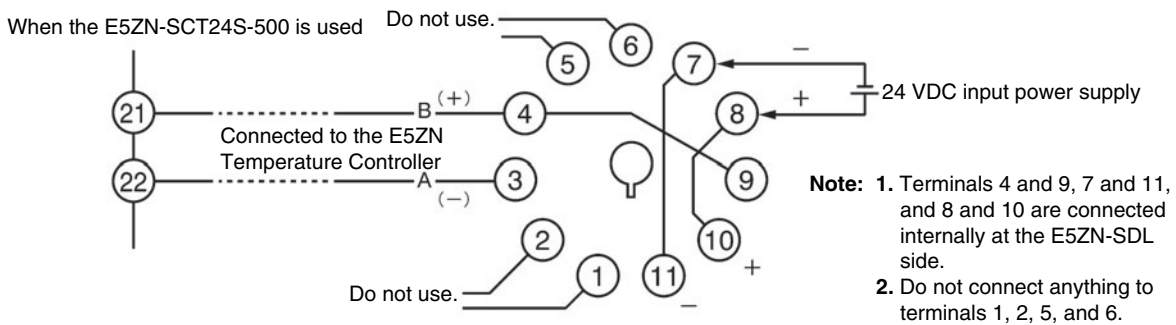 When the E5ZN-SCT24S-500 is used
Do not use.
6
5
7
−
21
B (+)
4
8
+
24 VDC input power supply
Connected to the E5ZN
Temperature Controller
22
A
(−)
3
9
2
10
+
1
11
−
Do not use.
Note: 1. Terminals 4 and 9, 7 and 11,
and 8 and 10 are connected
internally at the E5ZN-SDL
side.
2. Do not connect anything to
terminals 1, 2, 5, and 6.